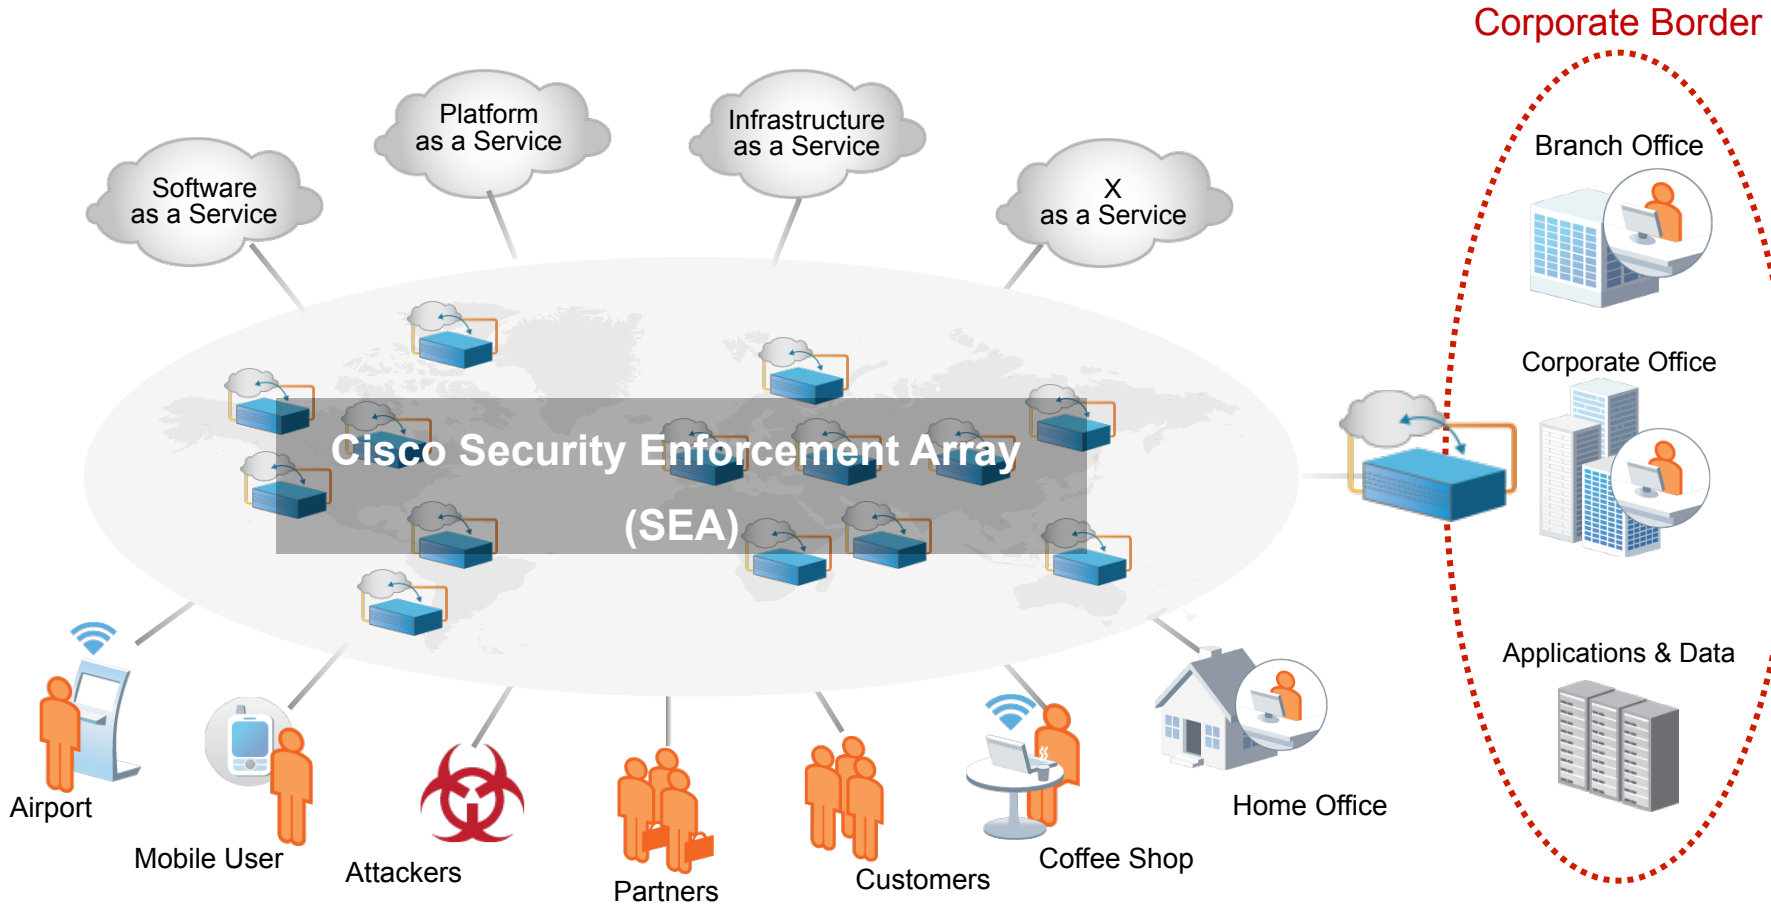 Corporate Border
Platform
as a Service
Infrastructure
as a Service
Software
as a Service
X
as a Service
Branch Office
Corporate Office
Cisco Security Enforcement Array
(SEA)
Applications & Data
Airport
Mobile User
Attackers
Partners
Customers
Coffee Shop
Home Office